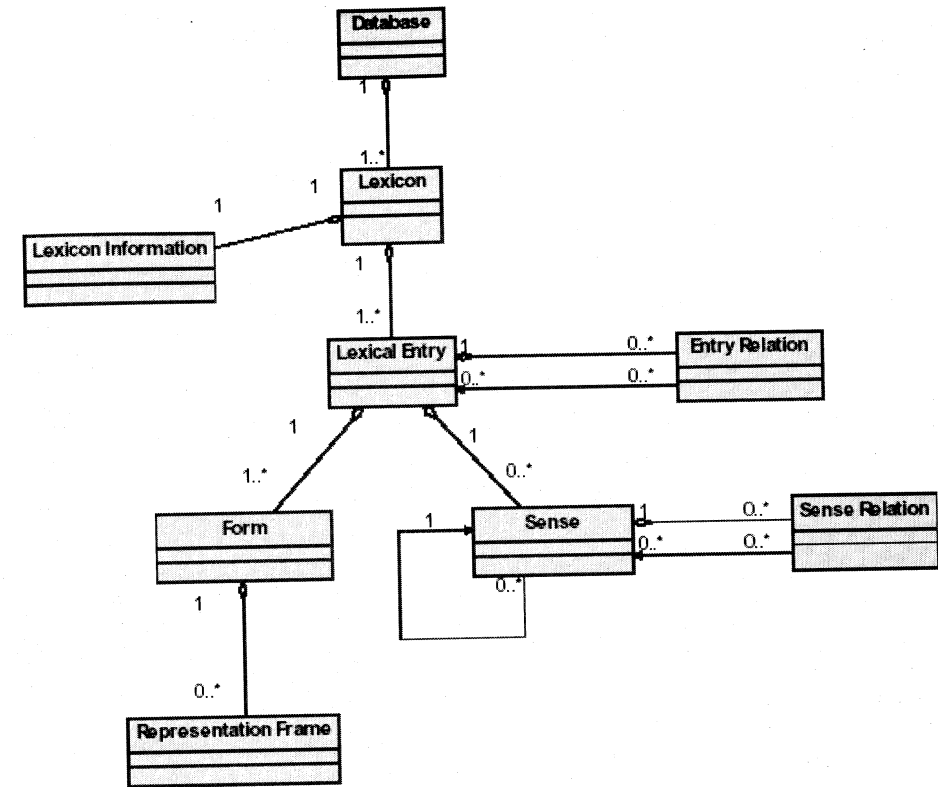 Database
1
1..*
Lexicon
1
1
Lexicon Information
1
1..*
Lexical Entry
1
0..*
Entry Relation
0..*
0..*
1
1
1..*
0..*
Form
1
Sense
1
0..*
Sense Relation
0..*
0..*
0..*
1
0..*
Representation Frame